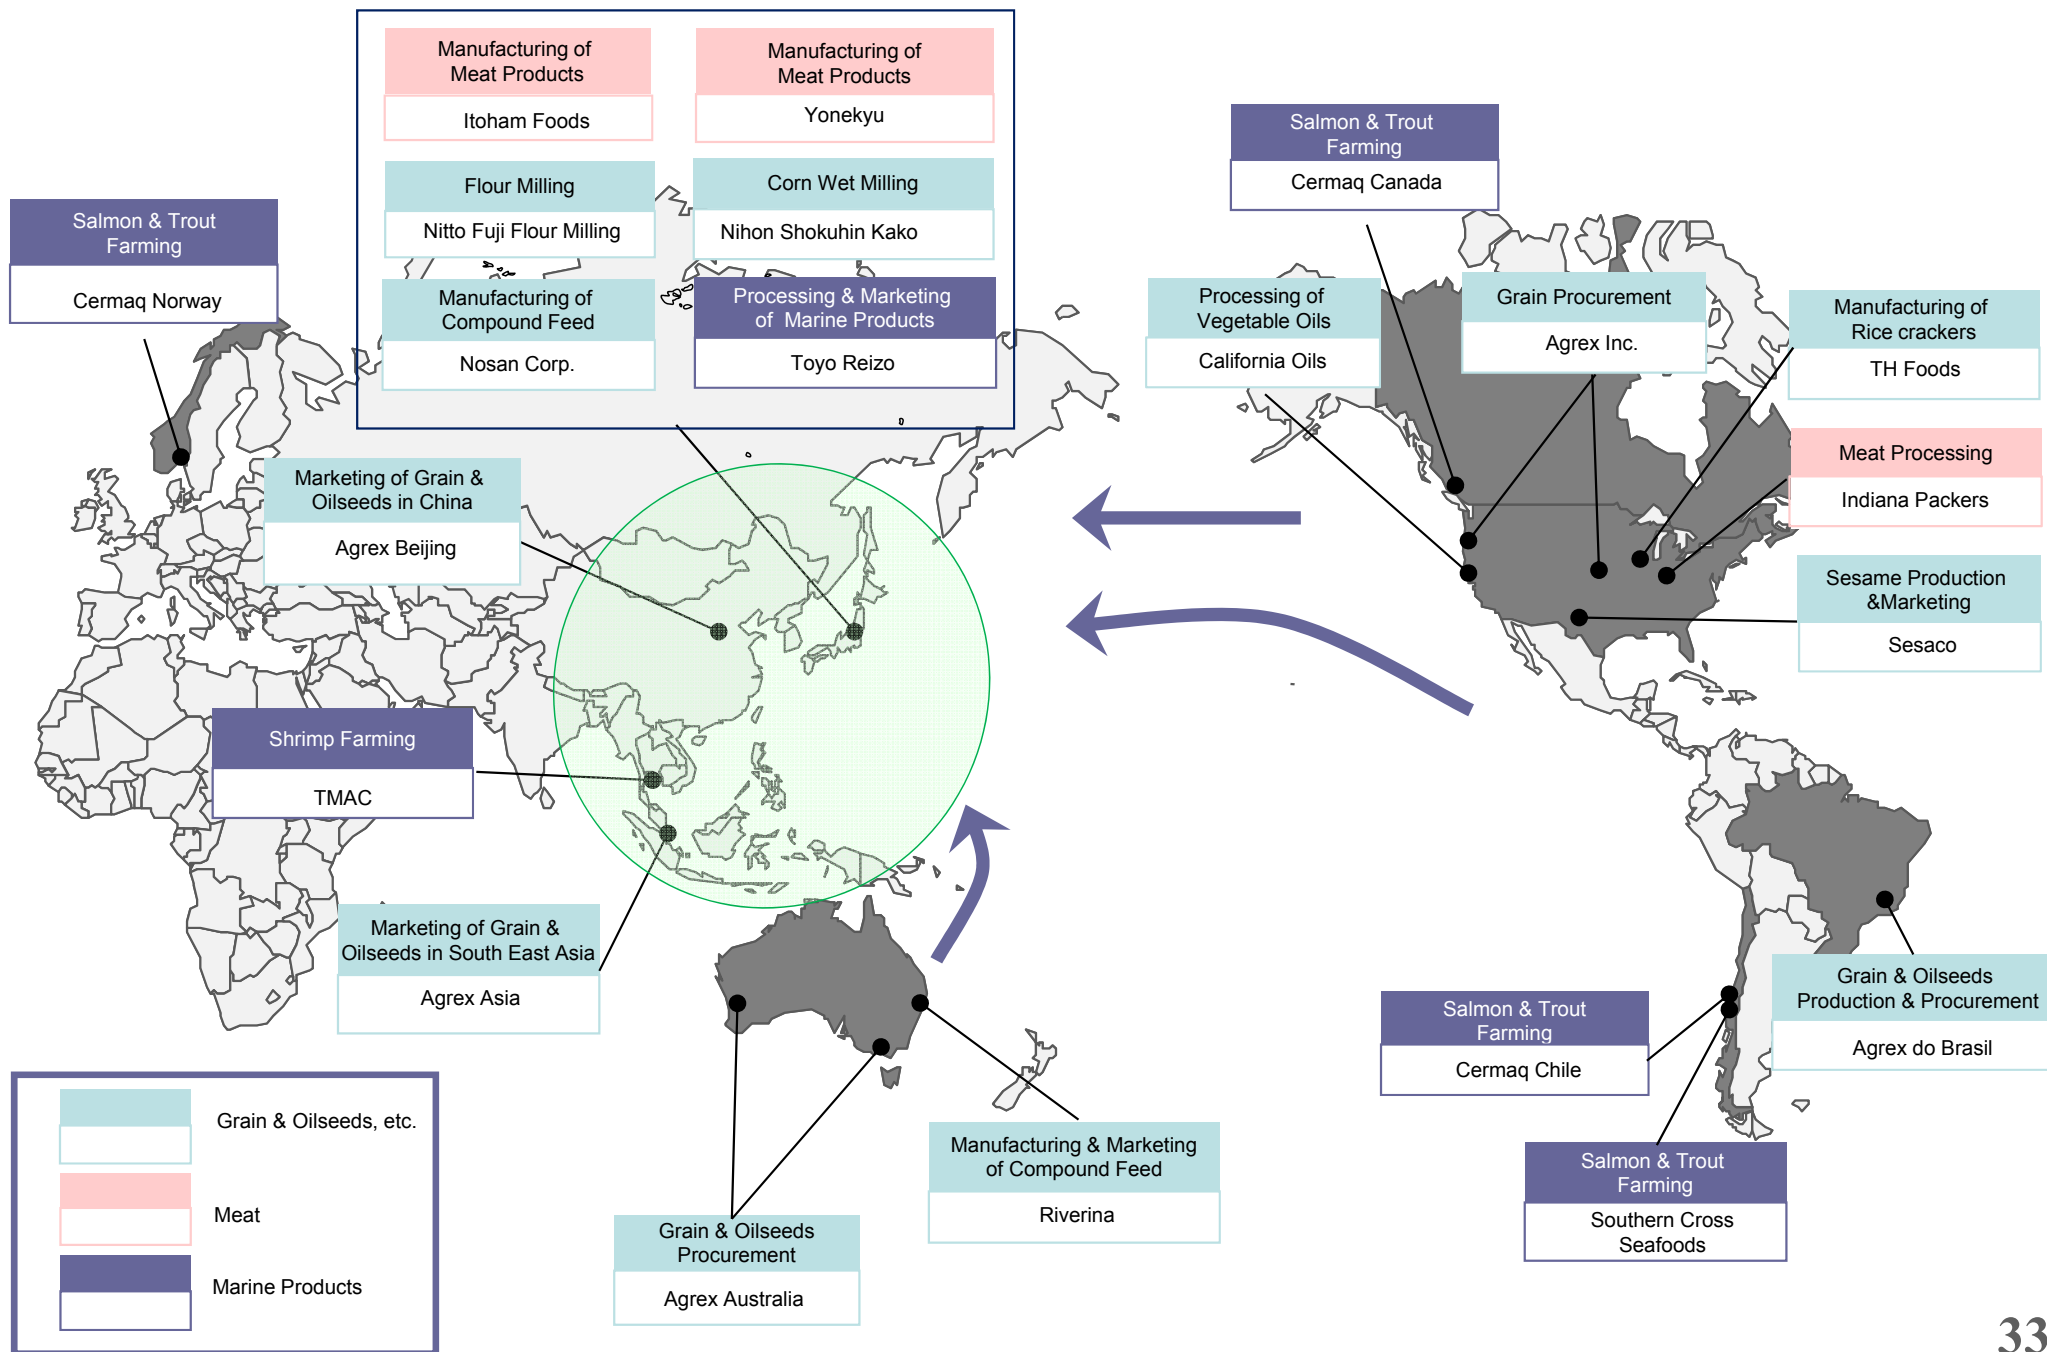 Manufacturing of
Meat Products
Itoham Foods
Manufacturing of
Meat Products
Yonekyu
Flour Milling
Nitto Fuji Flour Milling
Corn Wet Milling
Nihon Shokuhin Kako
Manufacturing of
Compound Feed
Nosan Corp.
Processing & Marketing
of Marine Products
Toyo Reizo
Salmon & Trout
Farming
Cermaq Norway
Salmon & Trout
Farming
Cermaq Canada
Processing of
Vegetable Oils
California Oils
Grain Procurement
Agrex Inc.
Manufacturing of
Rice crackers
TH Foods
Meat Processing
Indiana Packers
Sesame Production
&Marketing
Sesaco
Marketing of Grain &
Oilseeds in China
Agrex Beijing
Shrimp Farming
TMAC
Marketing of Grain &
Oilseeds in South East Asia
Agrex Asia
Grain & Oilseeds
Production & Procurement
Agrex do Brasil
Salmon & Trout
Farming
Cermaq Chile
Salmon & Trout
Farming
Southern Cross
Seafoods
Manufacturing & Marketing
of Compound Feed
Riverina
Grain & Oilseeds
Procurement
Agrex Australia
Grain & Oilseeds, etc.
Meat
Marine Products
33